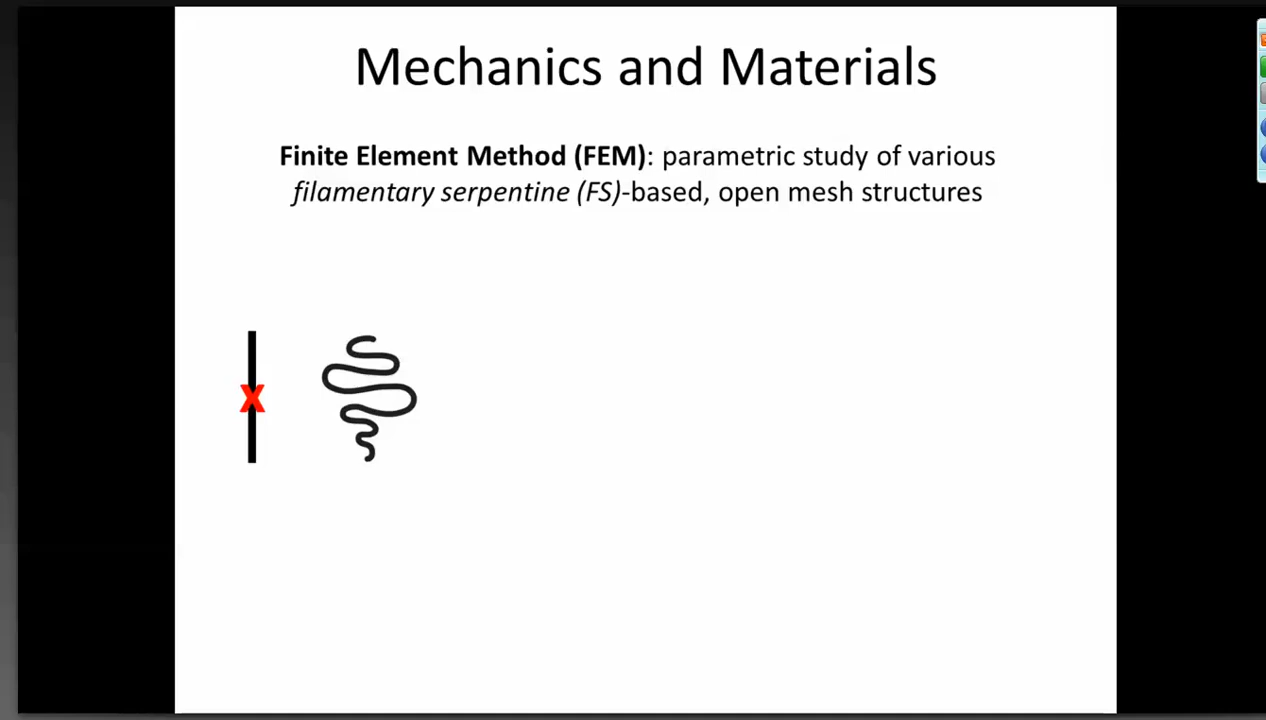 Mechanics and Materials
Finite Element Method (FEM): parametric study of various
filamentary serpentine (FS)-based, open mesh structures
X